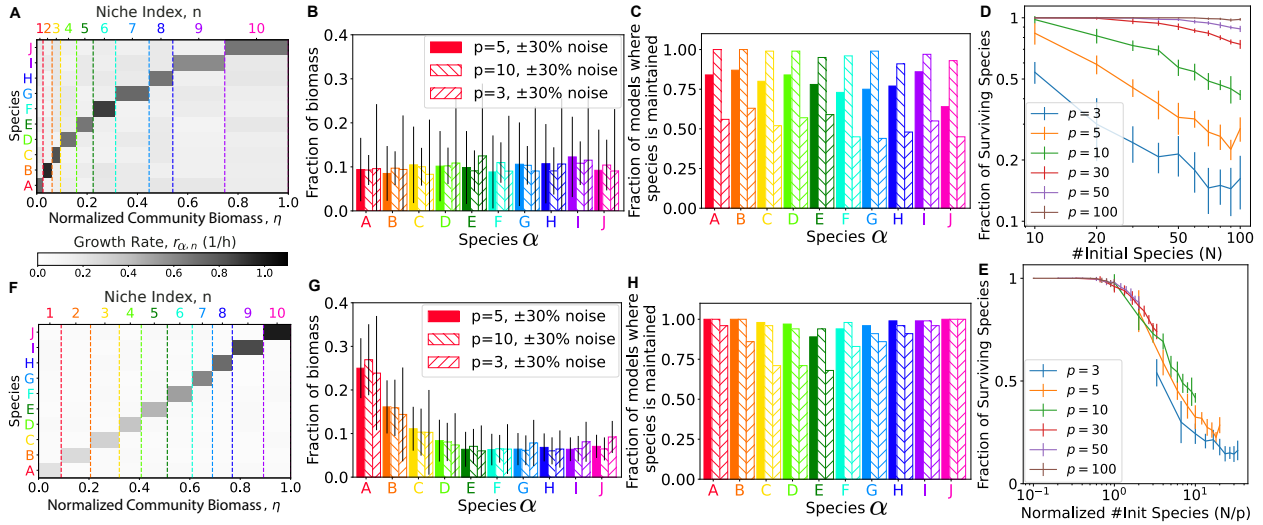 A
Niche Index, n
1 2 3 4 5 6 7 8 9 10
Species
J
I
H
G
F
E
D
C
B
A
0.0 0.2 0.4 0.6 0.8 1.0
Normalized Community Biomass, η
Growth Rate, r α,n (1/h)
0.0 0.2 0.4 0.6 0.8 1.0
B
Fraction of biomass
0.4
0.3
0.2
0.1
0.0
p=5, ±30% noise
p=10, ±30% noise
p=3, ±30% noise
A B C D E F G H I J
Species α
C
Fraction of models where
species is maintained
1.00
0.75
0.50
0.25
0.00
A B C D E F G H I J
Species α
D
Fraction of Surviving Species
1
0.5
0.2
0.1
p = 3
p = 5
p = 10
p = 30
p = 50
p = 100
10 20 50 100
#Initial Species (N)
E
Fraction of Surviving Species
1
0.5
0
p = 3
p = 5
p = 10
p = 30
p = 50
p = 100
10⁻¹ 10⁰ 10¹
Normalized #Init Species (N/p)
F
Niche Index, n
1 2 3 4 5 6 7 8 9 10
Species
J
I
H
G
F
E
D
C
B
A
0.0 0.2 0.4 0.6 0.8 1.0
Normalized Community Biomass, η
G
Fraction of biomass
0.4
0.3
0.2
0.1
0.0
p=5, ±30% noise
p=10, ±30% noise
p=3, ±30% noise
A B C D E F G H I J
Species α
H
Fraction of models where
species is maintained
1.00
0.75
0.50
0.25
0.00
A B C D E F G H I J
Species α